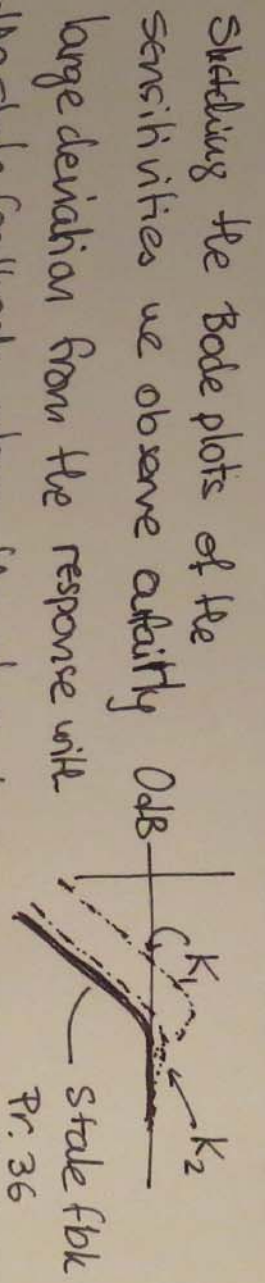 Sketching the Bode plots of the
sensitivities we observe a fairly
large deviation from the response with
0dB
K₁
K₂
State fbk
Pr. 36